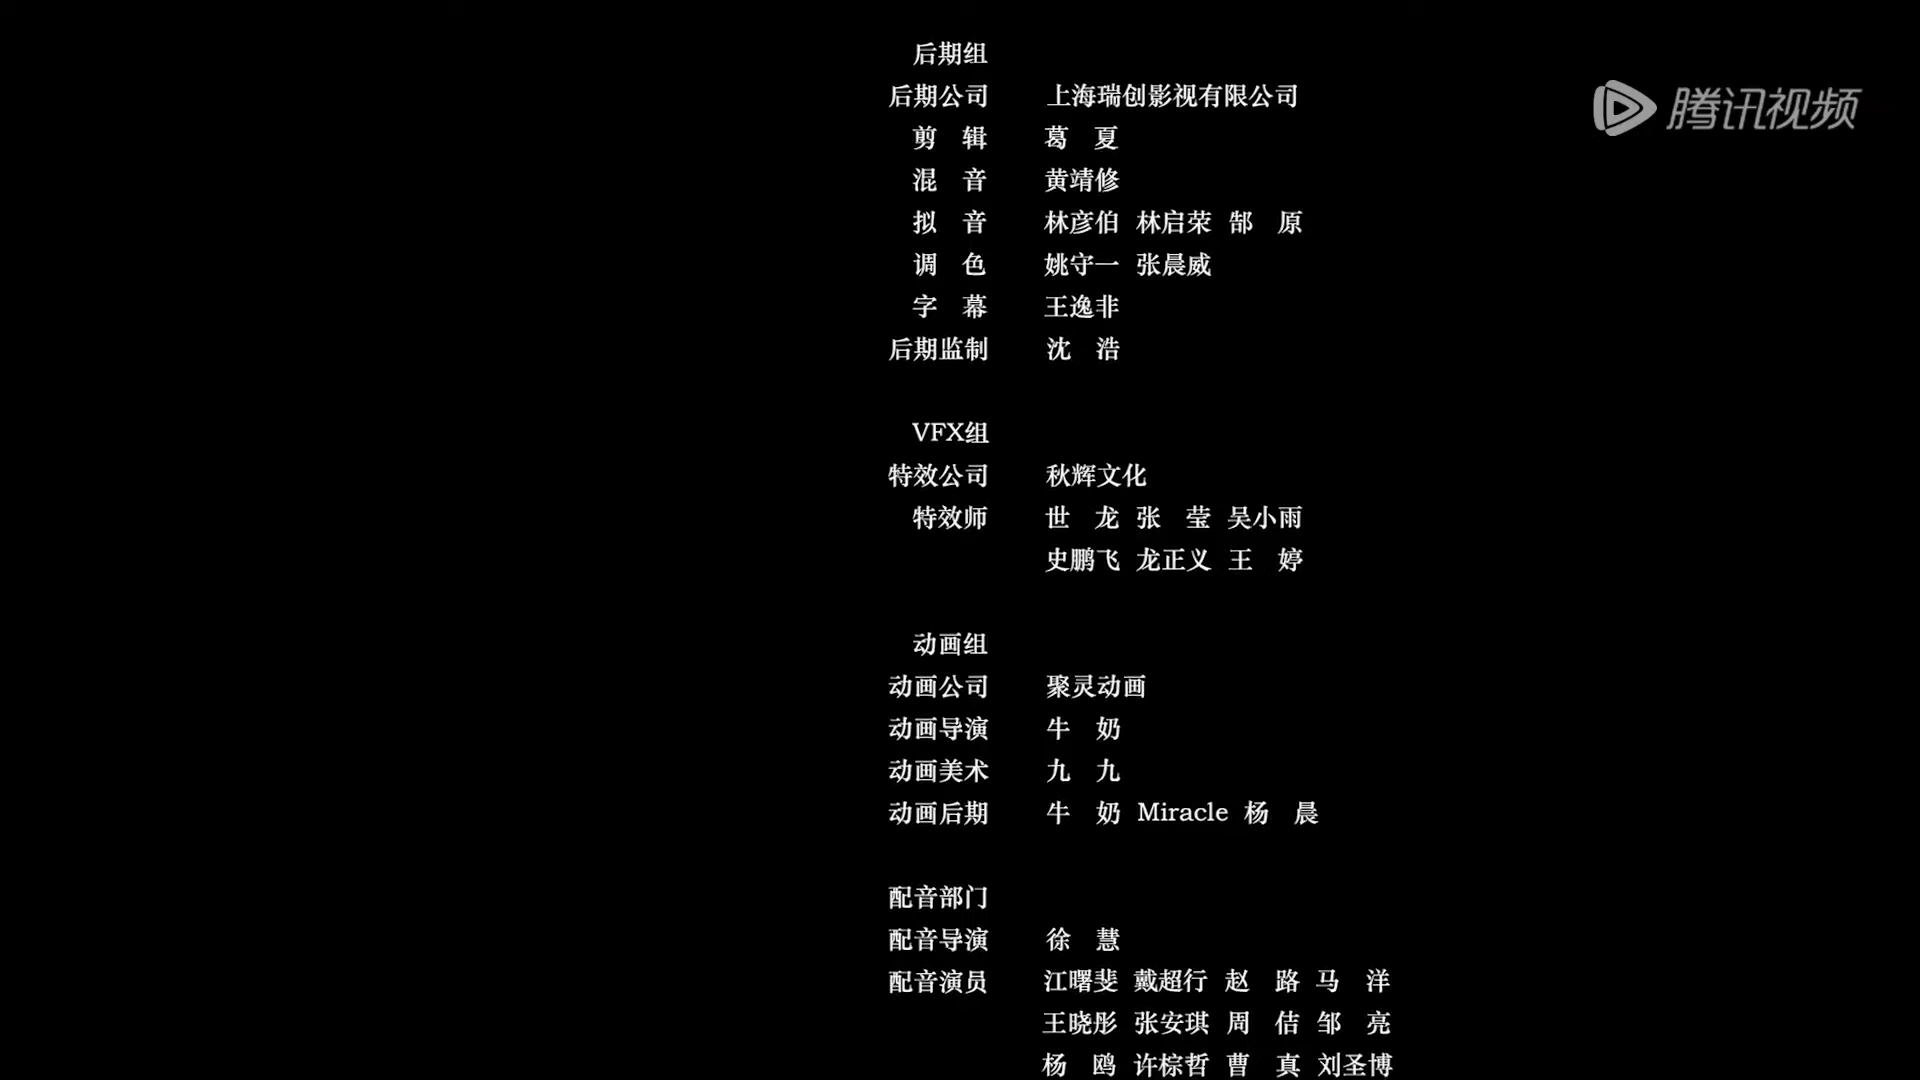 后期组
后期公司 上海瑞创影视有限公司
腾讯视频
剪 辑 葛 夏
混 音 黄靖修
拟 音 林彦伯 林启荣 郜 原
调 色 姚守一 张晨威
字 幕 王逸非
后期监制 沈 浩
VFX组
特效公司 秋辉文化
特效师 世 龙 张 莹 吴小雨
史鹏飞 龙正义 王 婷
动画组
动画公司 聚灵动画
动画导演 牛 奶
动画美术 九 九
动画后期 牛 奶 Miracle 杨 晨
配音部门
配音导演 徐 慧
配音演员 江曙斐 戴超行 赵 路 马 洋
王晓彤 张安琪 周 佶 邹 亮
杨 鸥 许棕哲 曹 真 刘圣博